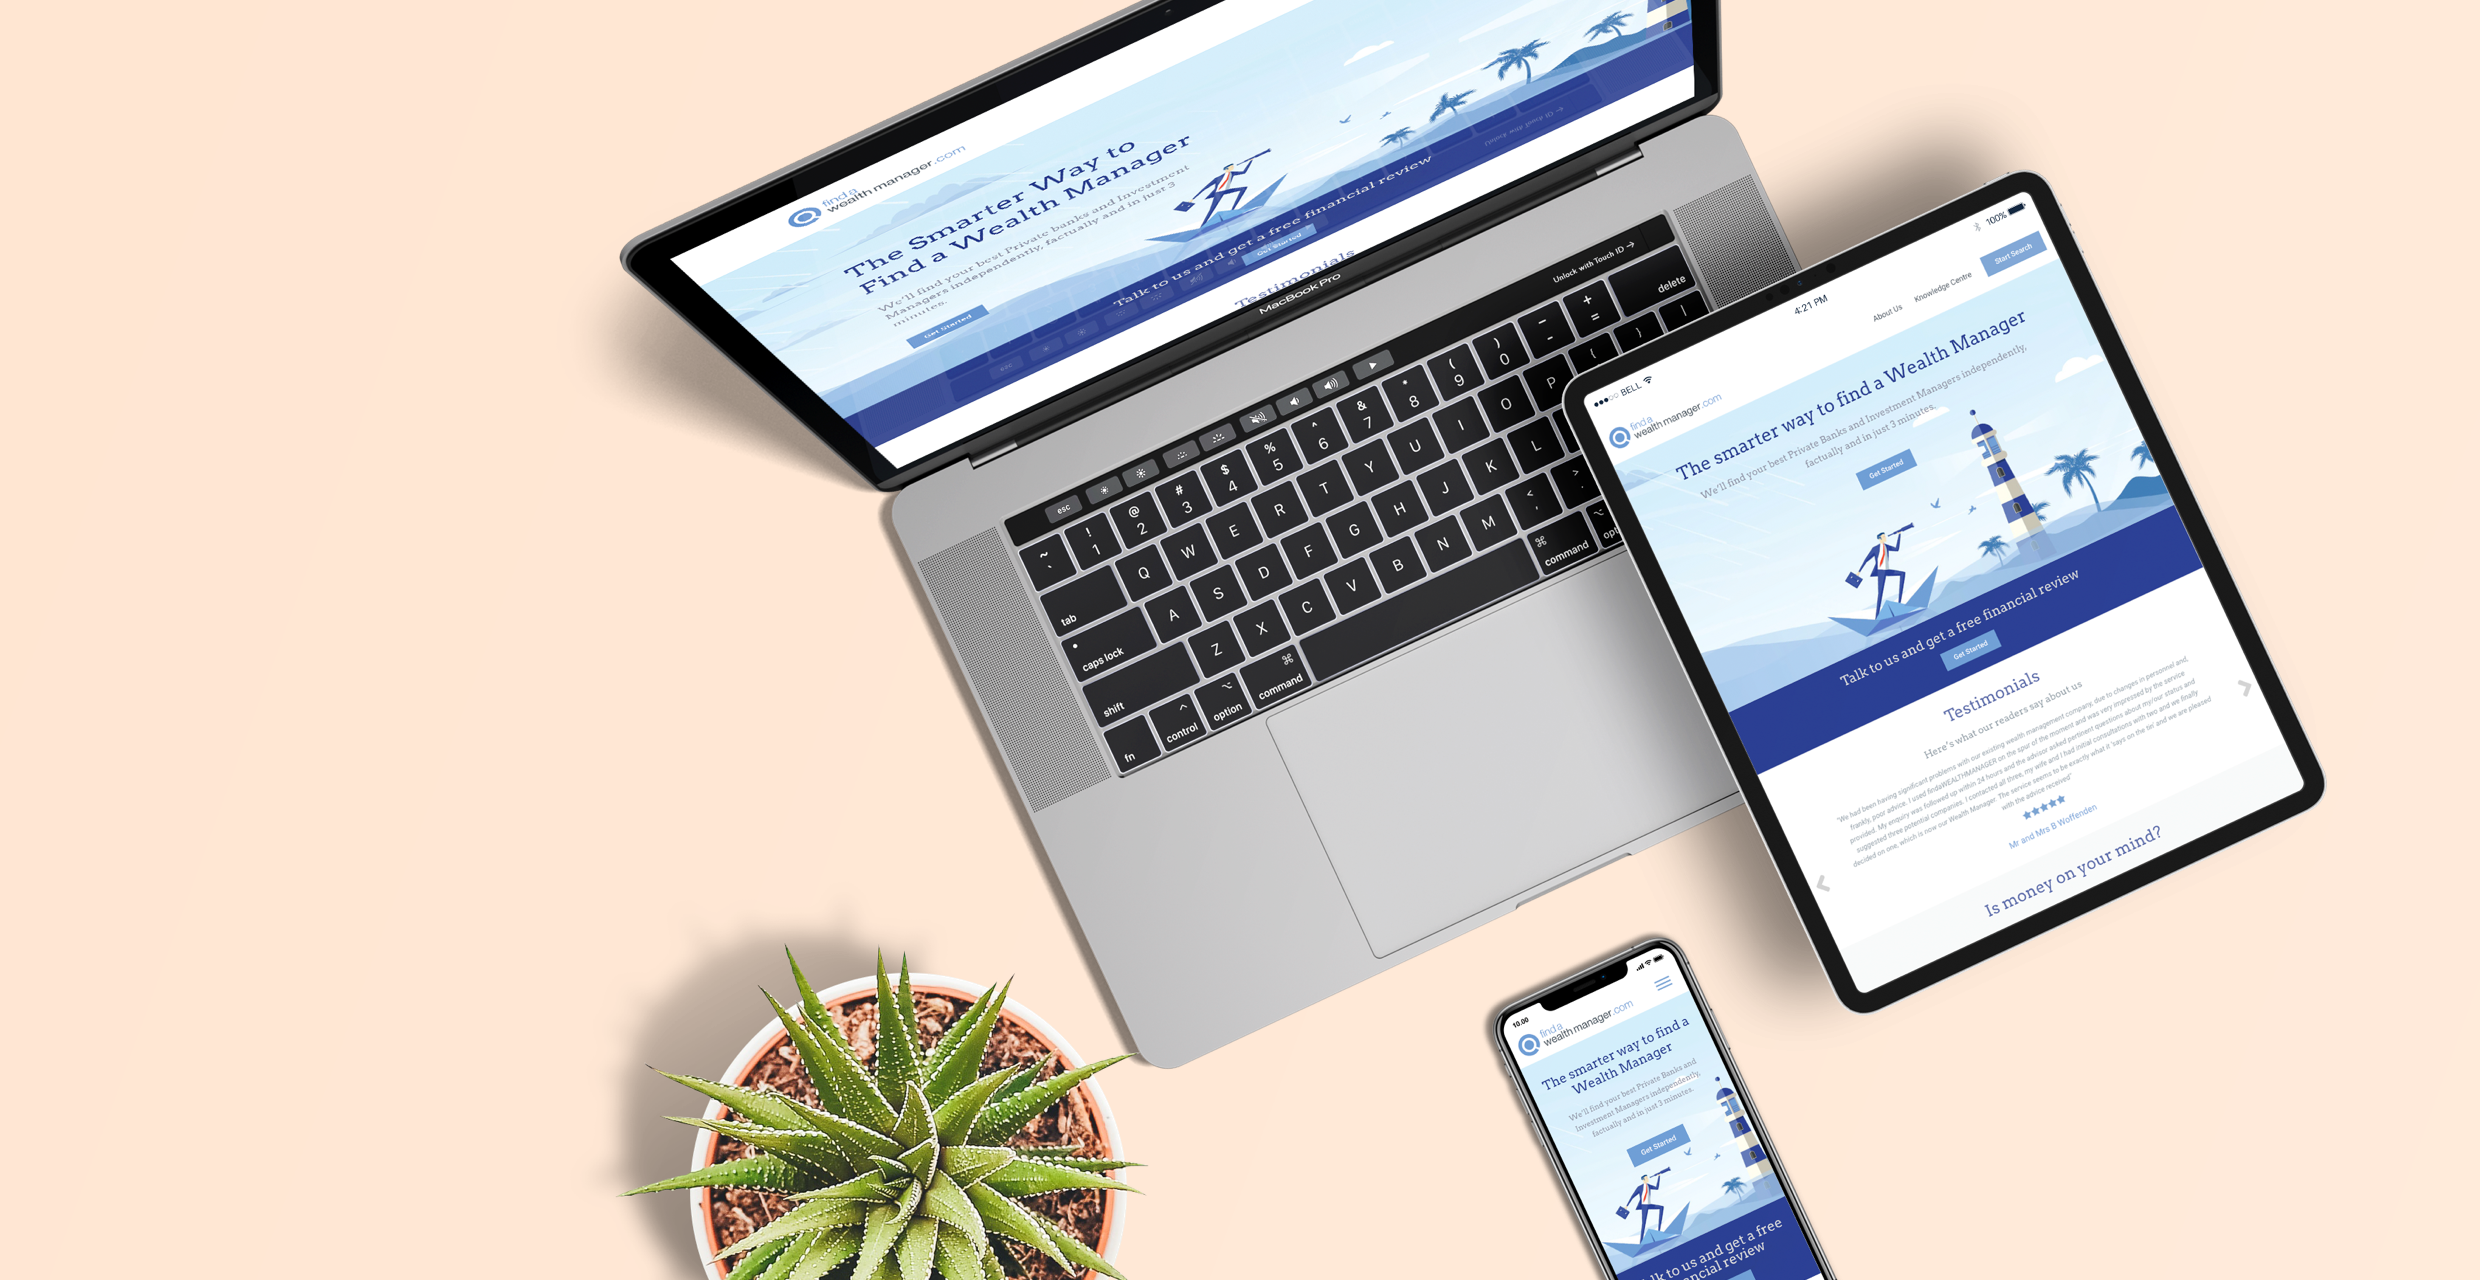 find a
wealth manager.com
The Smarter Way to
Find a Wealth Manager
We'll find your best Private banks and Investment
Managers independently, factually and in just 3
minutes.
Get Started
Talk to us and get a free financial review
Get Started
Testimonials
MacBook Pro
Unlock with Touch ID →
esc
~ ` ! 1 @ 2 # 3 $ 4 % 5 ^ 6 & 7 * 8 ( 9 ) 0 _ - + = delete
tab Q W E R T Y U I O P { } |
caps lock A S D F G H J K L
shift Z X C V B N M < , > .
fn control option command command opt
●●●○○ BELL 4:21 PM 100%
find a
wealth manager.com
About Us Knowledge Centre Start Search
The smarter way to find a Wealth Manager
We'll find your best Private Banks and Investment Managers independently,
factually and in just 3 minutes.
Get Started
Talk to us and get a free financial review
Get Started
Testimonials
Here's what our readers say about us
"We had been having significant problems with our existing wealth management company, due to changes in personnel and,
frankly, poor advice. I used findaWEALTHMANAGER on the spur of the moment and was very impressed by the service
provided. My enquiry was followed up within 24 hours and the advisor asked pertinent questions about my/our status and
suggested three potential companies. I contacted all three, my wife and I had initial consultations with two and we finally
decided on one, which is now our Wealth Manager. The service seems to be exactly what it 'says on the tin' and we are pleased
with the advice received"
Mr and Mrs B Woffenden
Is money on your mind?
10.00
find a
wealth manager.com
The smarter way to find a
Wealth Manager
We'll find your best Private Banks and
Investment Managers independently,
factually and in just 3 minutes.
Get Started
lk to us and get a free
ncial review